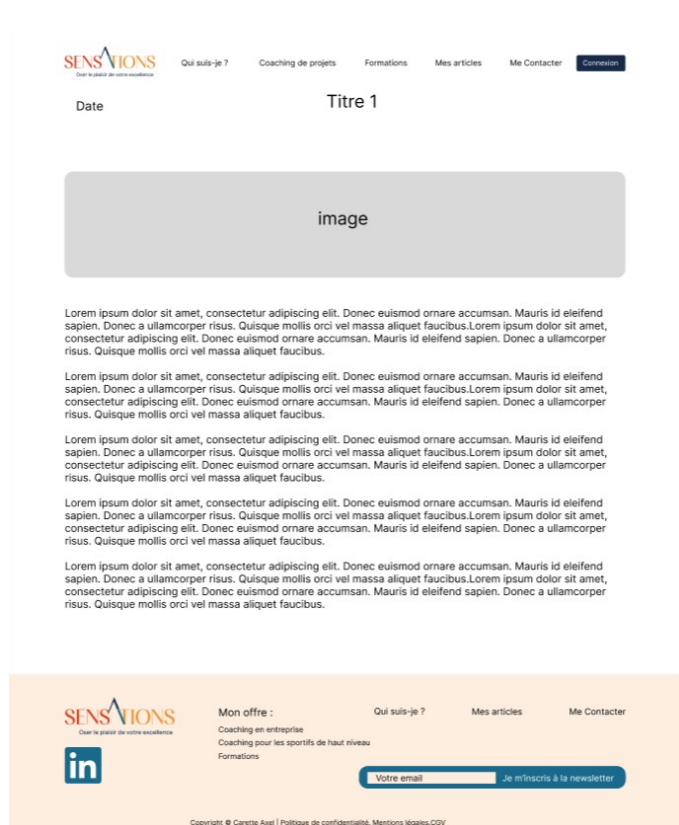 SENSATIONS
Oser le plaisir de votre excellence
Qui suis-je ?
Coaching de projets
Formations
Mes articles
Me Contacter
Connexion
Date
Titre 1
image
Lorem ipsum dolor sit amet, consectetur adipiscing elit. Donec euismod ornare accumsan. Mauris id eleifend
sapien. Donec a ullamcorper risus. Quisque mollis orci vel massa aliquet faucibus.Lorem ipsum dolor sit amet,
consectetur adipiscing elit. Donec euismod ornare accumsan. Mauris id eleifend sapien. Donec a ullamcorper
risus. Quisque mollis orci vel massa aliquet faucibus.
Lorem ipsum dolor sit amet, consectetur adipiscing elit. Donec euismod ornare accumsan. Mauris id eleifend
sapien. Donec a ullamcorper risus. Quisque mollis orci vel massa aliquet faucibus.Lorem ipsum dolor sit amet,
consectetur adipiscing elit. Donec euismod ornare accumsan. Mauris id eleifend sapien. Donec a ullamcorper
risus. Quisque mollis orci vel massa aliquet faucibus.
Lorem ipsum dolor sit amet, consectetur adipiscing elit. Donec euismod ornare accumsan. Mauris id eleifend
sapien. Donec a ullamcorper risus. Quisque mollis orci vel massa aliquet faucibus.Lorem ipsum dolor sit amet,
consectetur adipiscing elit. Donec euismod ornare accumsan. Mauris id eleifend sapien. Donec a ullamcorper
risus. Quisque mollis orci vel massa aliquet faucibus.
Lorem ipsum dolor sit amet, consectetur adipiscing elit. Donec euismod ornare accumsan. Mauris id eleifend
sapien. Donec a ullamcorper risus. Quisque mollis orci vel massa aliquet faucibus.Lorem ipsum dolor sit amet,
consectetur adipiscing elit. Donec euismod ornare accumsan. Mauris id eleifend sapien. Donec a ullamcorper
risus. Quisque mollis orci vel massa aliquet faucibus.
Lorem ipsum dolor sit amet, consectetur adipiscing elit. Donec euismod ornare accumsan. Mauris id eleifend
sapien. Donec a ullamcorper risus. Quisque mollis orci vel massa aliquet faucibus.Lorem ipsum dolor sit amet,
consectetur adipiscing elit. Donec euismod ornare accumsan. Mauris id eleifend sapien. Donec a ullamcorper
risus. Quisque mollis orci vel massa aliquet faucibus.
SENSATIONS
Oser le plaisir de votre excellence
in
Mon offre :
Coaching en entreprise
Coaching pour les sportifs de haut niveau
Formations
Qui suis-je ?
Mes articles
Me Contacter
Votre email
Je m'inscris à la newsletter
Copyright © Carette Axel | Politique de confidentialité. Mentions légales.CGV